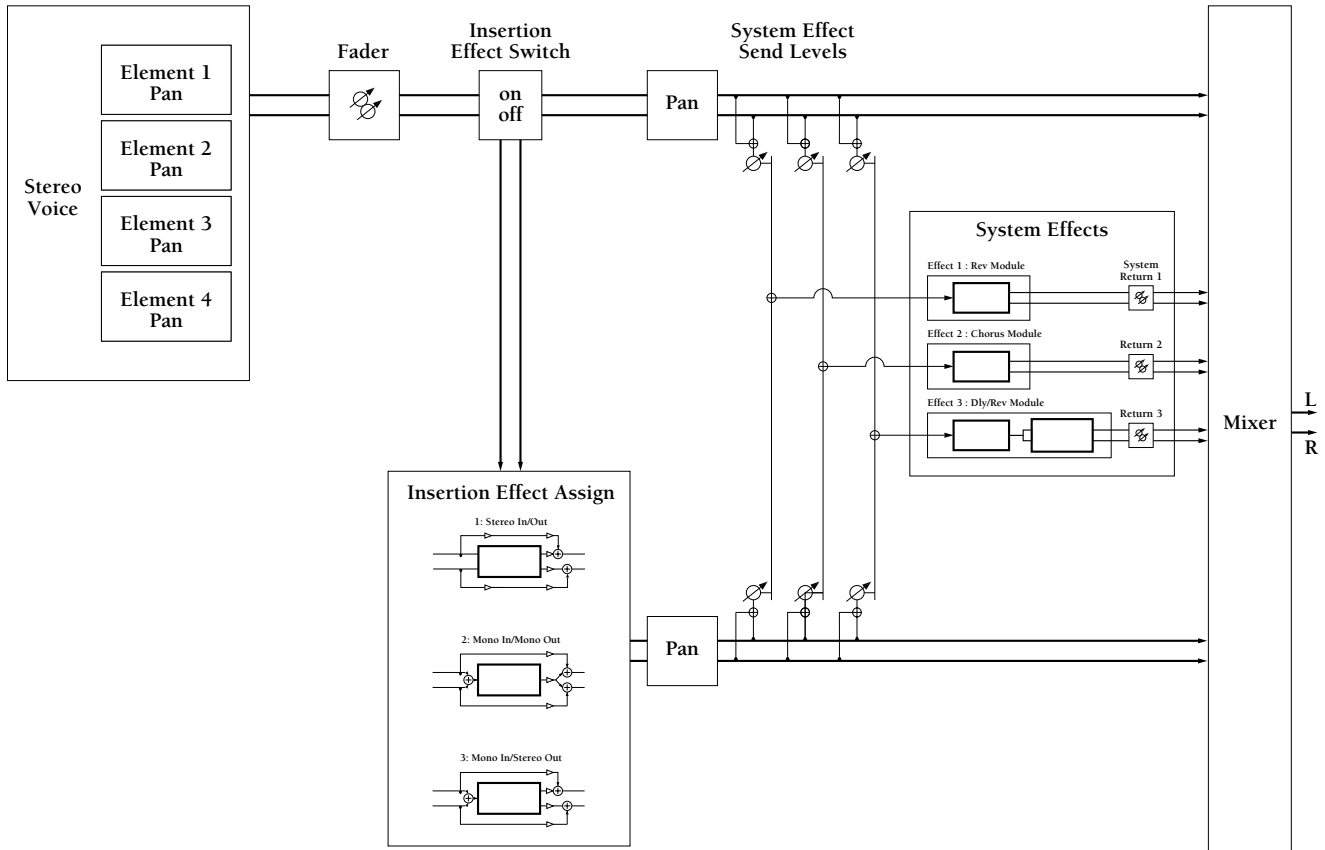 Stereo
Voice
Element 1
Pan
Element 2
Pan
Element 3
Pan
Element 4
Pan
Fader
Insertion
Effect Switch
on
off
Pan
System Effect
Send Levels
System Effects
Effect 1 : Rev Module
System
Return 1
Effect 2 : Chorus Module
Return 2
Effect 3 : Dly/Rev Module
Return 3
Mixer
L
R
Insertion Effect Assign
1: Stereo In/Out
2: Mono In/Mono Out
3: Mono In/Stereo Out
Pan